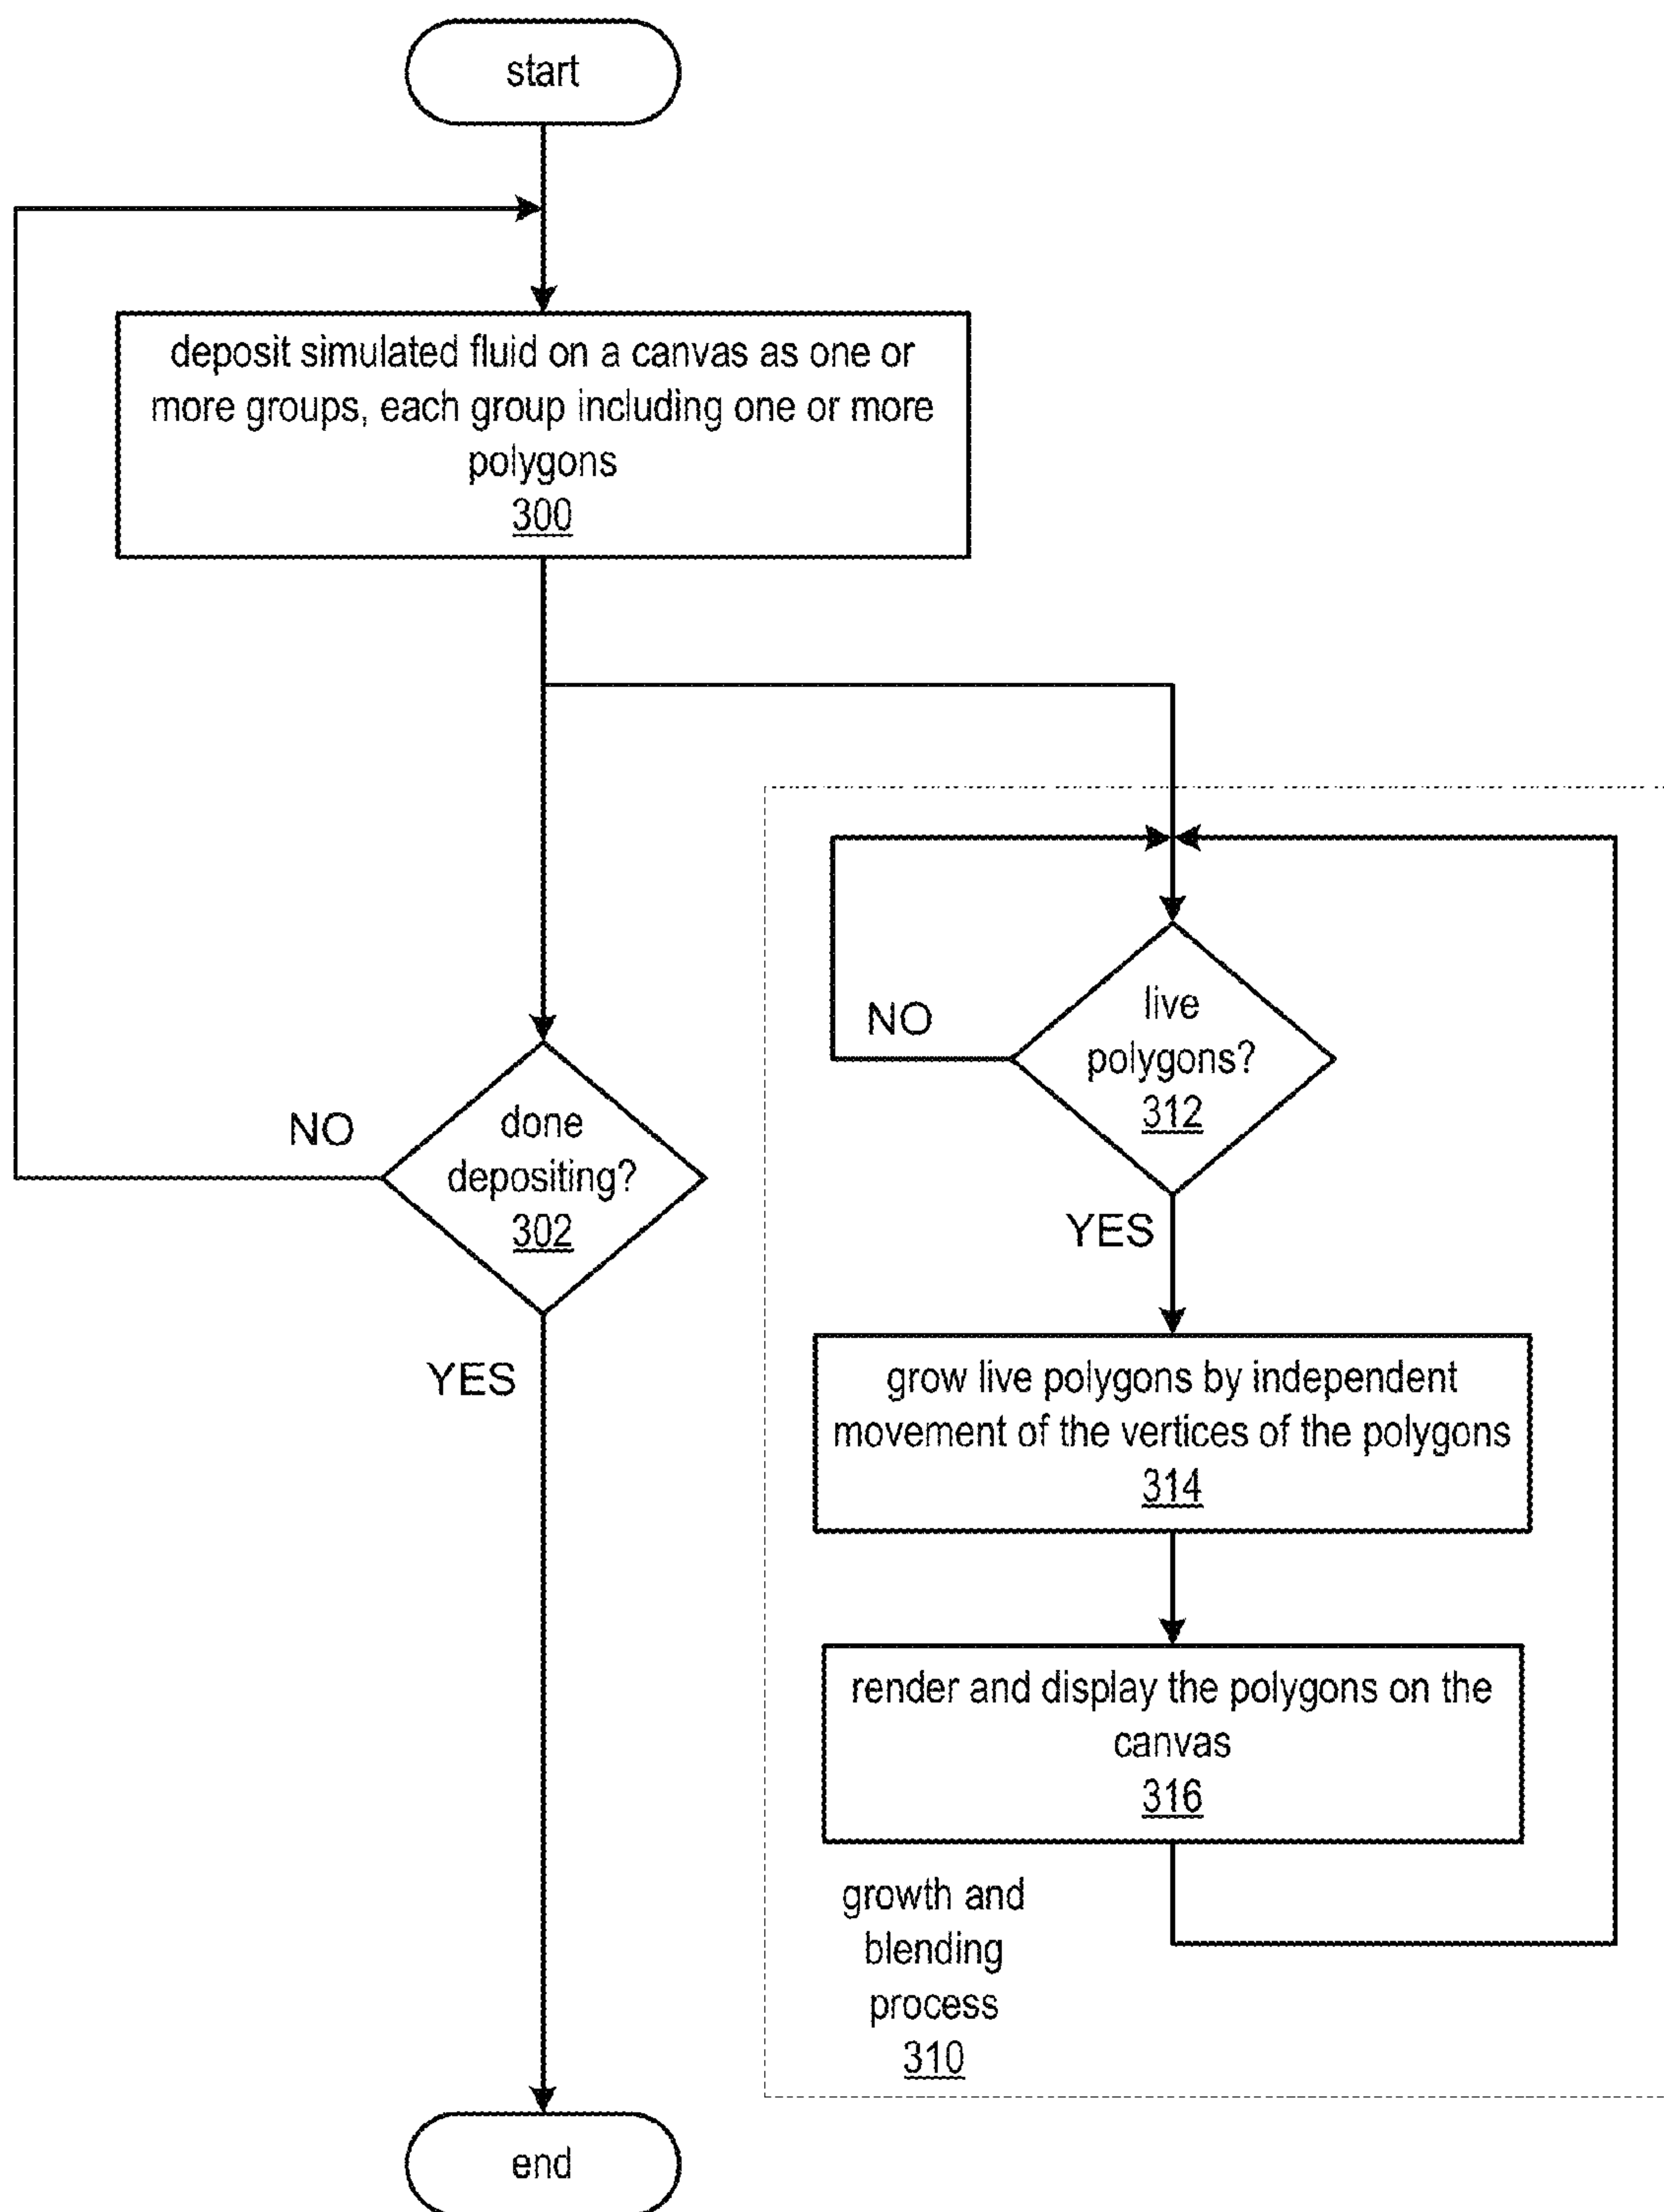 start
deposit simulated fluid on a canvas as one or
more groups, each group including one or more
polygons
300
live
polygons?
312
NO
YES
done
depositing?
302
NO
YES
grow live polygons by independent
movement of the vertices of the polygons
314
render and display the polygons on the
canvas
316
growth and
blending
process
310
end